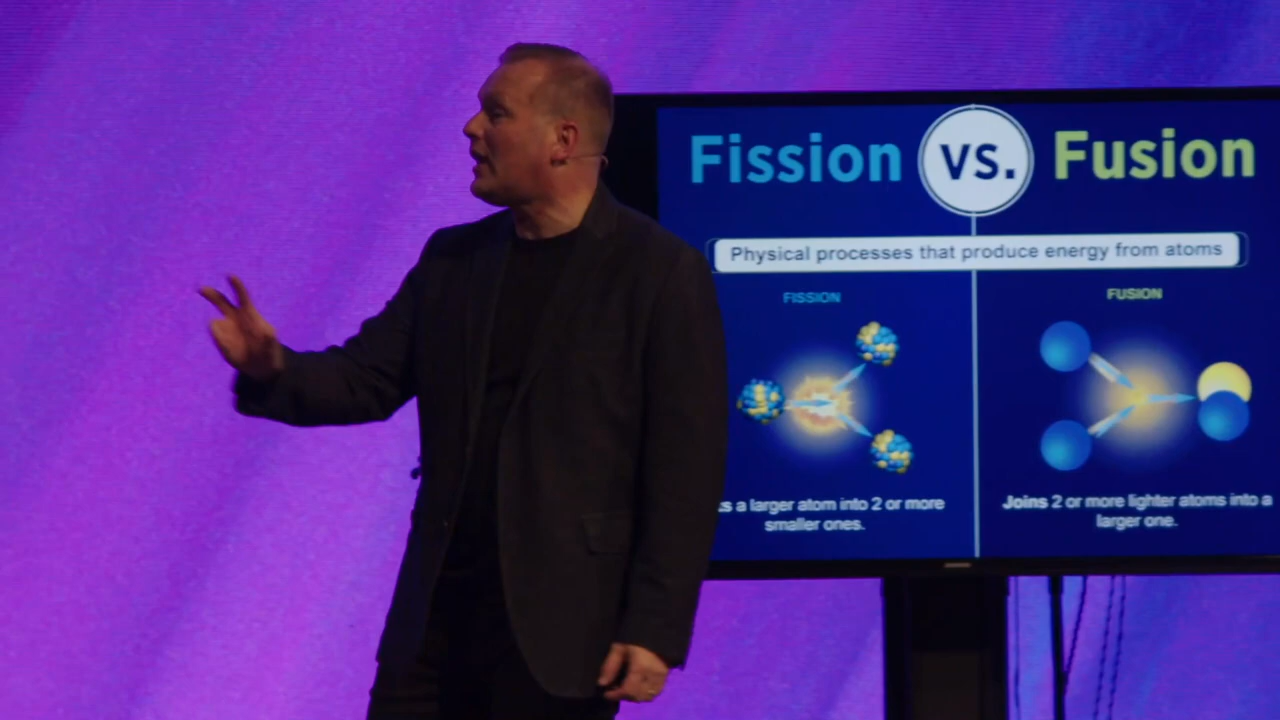 Fission vs. Fusion
Physical processes that produce energy from atoms
FISSION
a larger atom into 2 or more
smaller ones.
FUSION
Joins 2 or more lighter atoms into a
larger one.